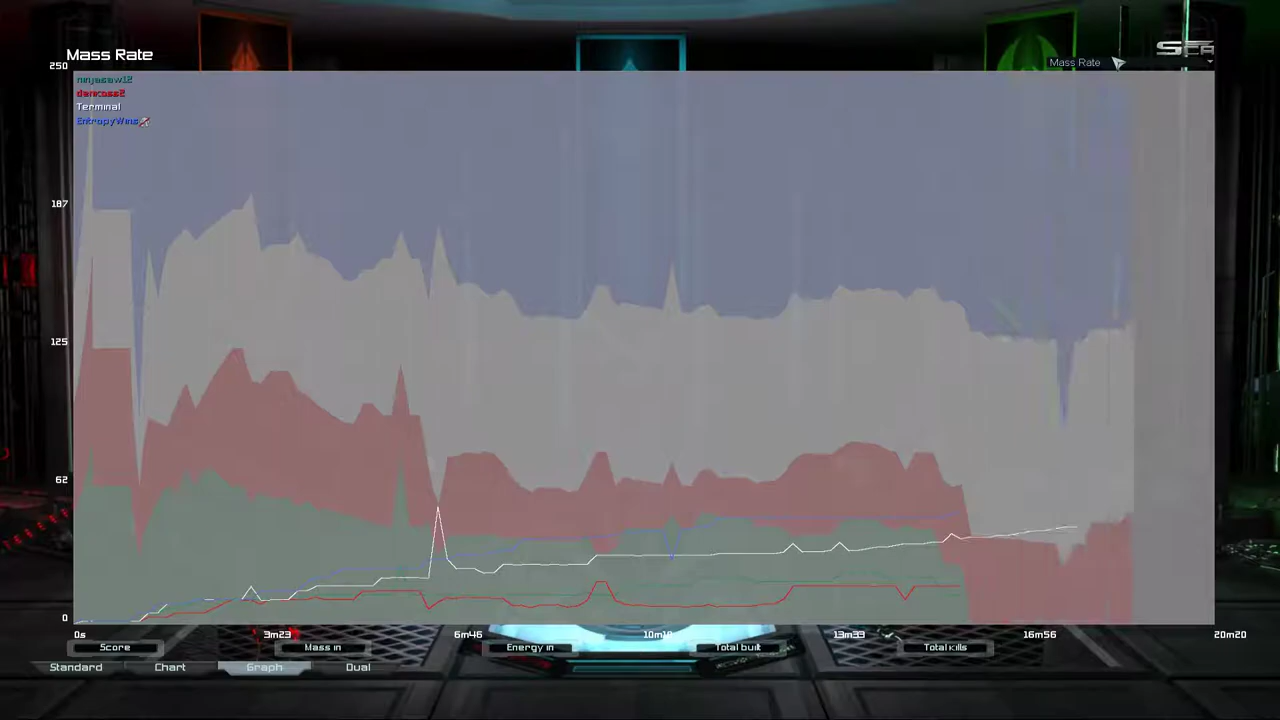 Mass Rate
Mass Rate
250
ninjasaw12
Terminal
EntropyWins
187
125
62
0
0s
3m23
6m46
10m10
13m33
16m56
20m20
Score
Mass in
Energy in
Total built
Total kills
Standard
Chart
Graph
Dual